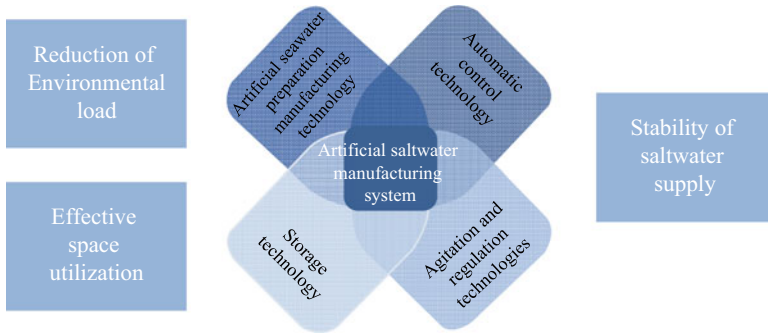 Reduction of
Environmental
load
Effective
space
utilization
Artificial seawater
preparation
manufacturing
technology
Automatic
control
technology
Artificial saltwater
manufacturing
system
Storage
technology
Agitation and
regulation
technologies
Stability of
saltwater
supply